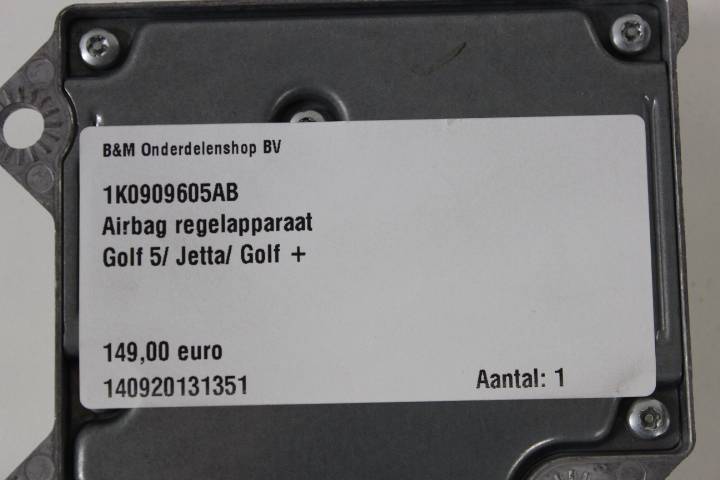 B&M Onderdelenshop BV
1K0909605AB
Airbag regelapparaat
Golf 5/ Jetta/ Golf +
149,00 euro
140920131351 Aantal: 1